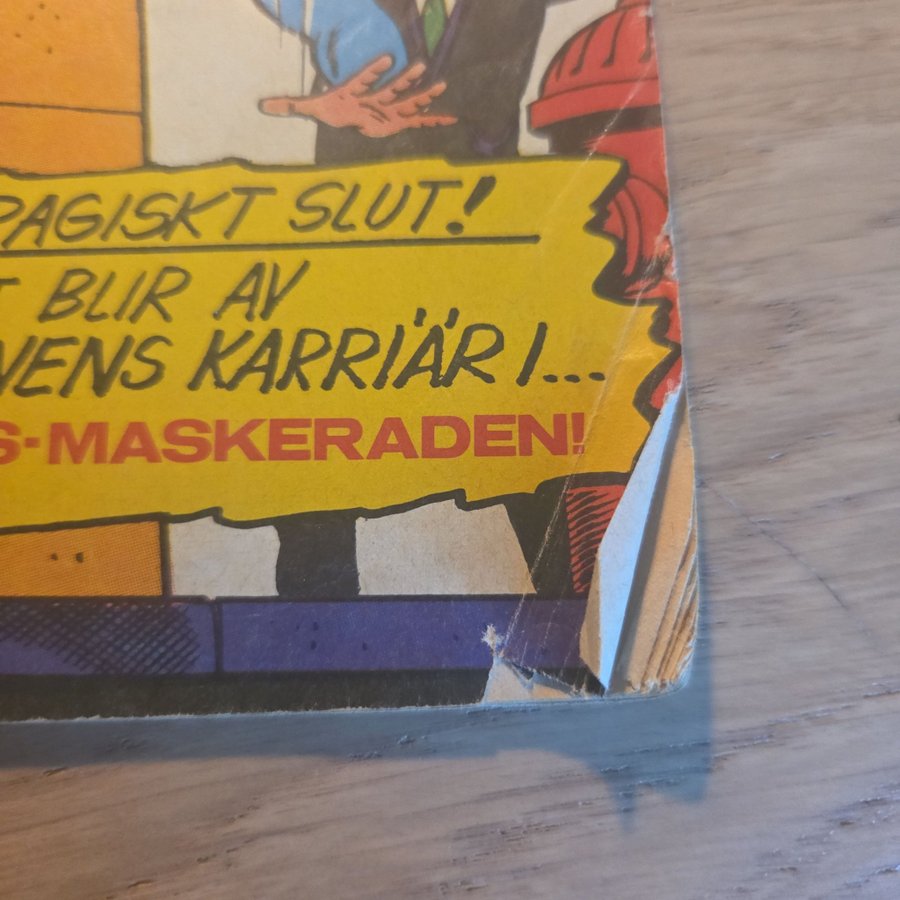 RAGISKT SLUT!
T BLIR AV
VENS KARRIÄR I...
S-MASKERADEN!